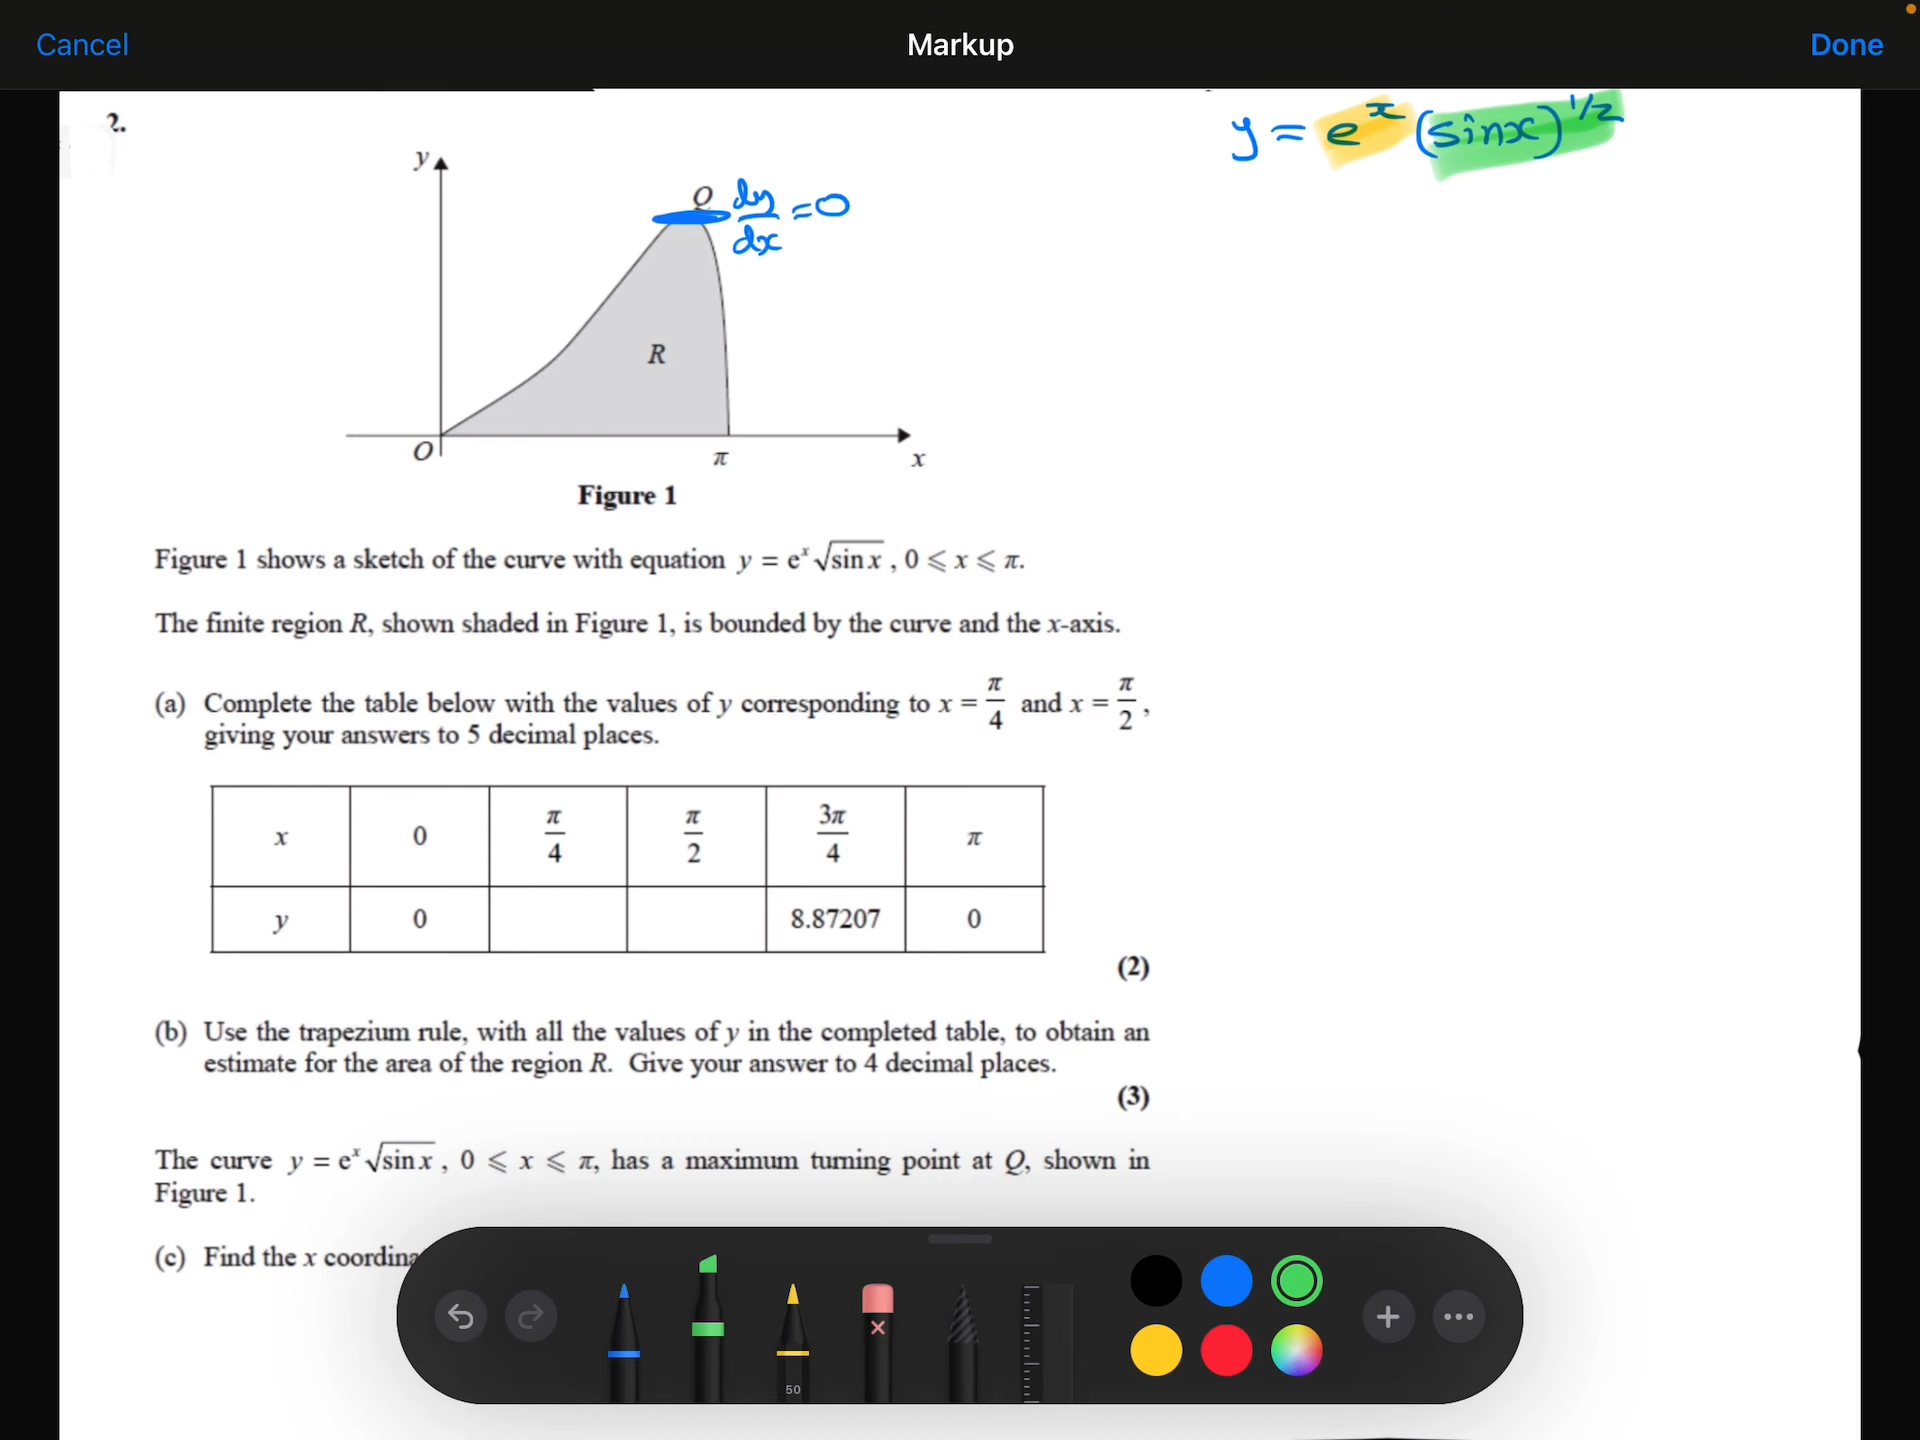 Cancel
Markup
Done
2.
y = e^x (sinx)^1/2
y
Q
dy/dx = 0
R
O
π
x
Figure 1
Figure 1 shows a sketch of the curve with equation y = e^x √sin x , 0 ⩽ x ⩽ π.
The finite region R, shown shaded in Figure 1, is bounded by the curve and the x-axis.
(a) Complete the table below with the values of y corresponding to x = π/4 and x = π/2 ,
giving your answers to 5 decimal places.
x 0 π/4 π/2 3π/4 π
y 0 8.87207 0
(2)
(b) Use the trapezium rule, with all the values of y in the completed table, to obtain an
estimate for the area of the region R. Give your answer to 4 decimal places.
(3)
The curve y = e^x √sin x , 0 ⩽ x ⩽ π, has a maximum turning point at Q, shown in
Figure 1.
(c) Find the x coordina
50